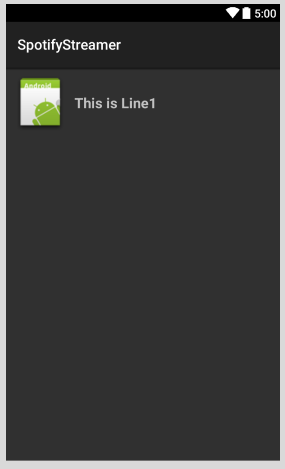 5:00
SpotifyStreamer
Android
This is Line1